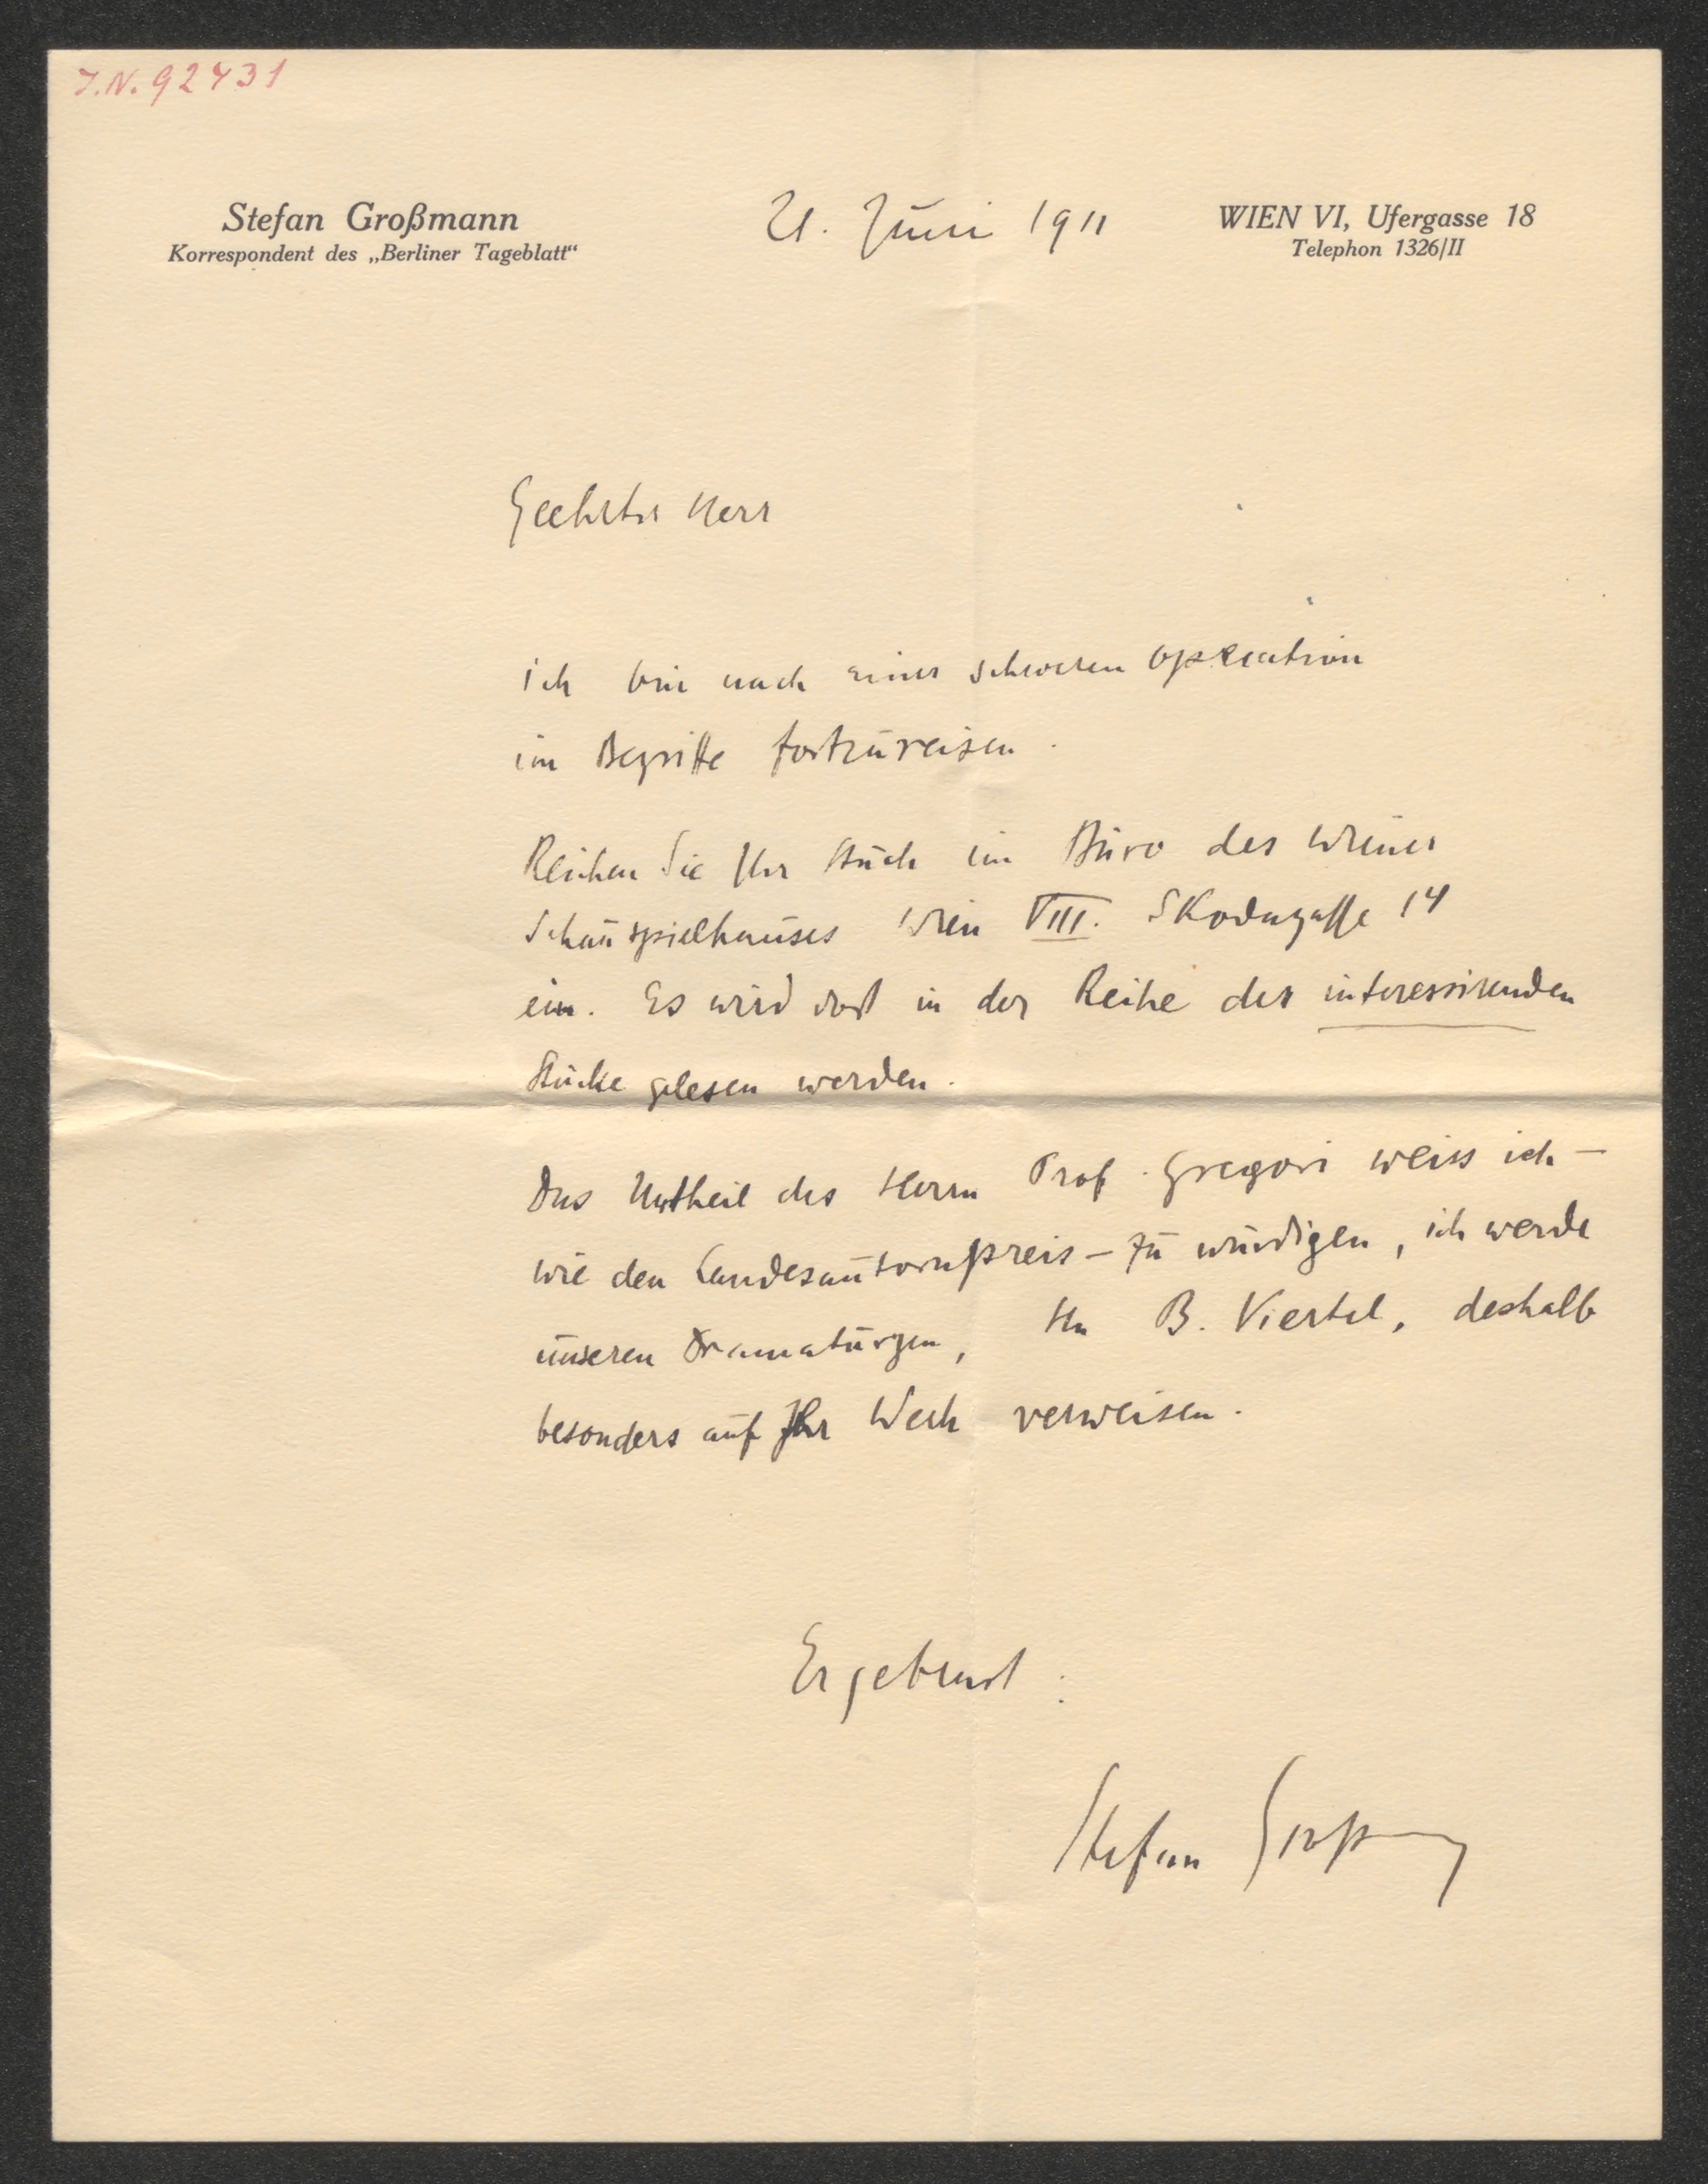 J.N. 92431
Stefan Großmann
Korrespondent des „Berliner Tageblatt“
21. Juni 1911
WIEN VI, Ufergasse 18
Telephon 1326/II
Geehrter Herr
ich bin nach einer schweren Operation
im Begriffe fortzureisen.
Reichen Sie Ihr Stück im Büro des Wiener
Schauspielhauses Wien VIII. Skodagasse 14
ein. Es wird dort in der Reihe der interessirenden
Stücke gelesen werden.
Das Urtheil des Herrn Prof. Gregori weiss ich –
wie den Landesautorenpreis – zu würdigen, ich werde
unseren Dramaturgen, Hn B. Viertel, deshalb
besonders auf Ihr Werk verweisen.
Ergebenst:
Stefan Großmann